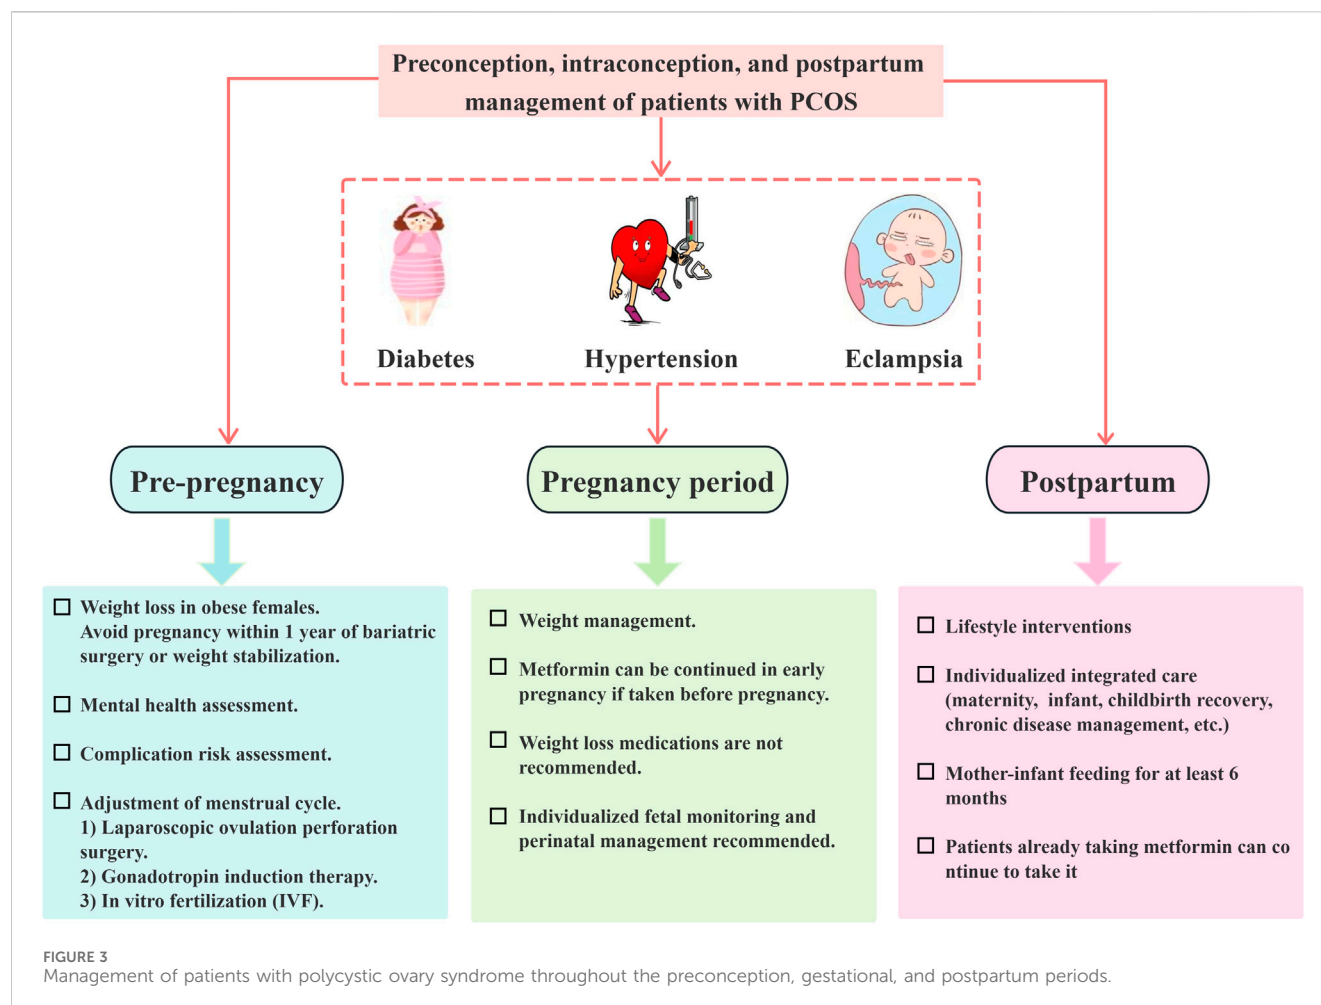 Preconception, intraconception, and postpartum
management of patients with PCOS
Diabetes
Hypertension
Eclampsia
Pre-pregnancy
Pregnancy period
Postpartum
Weight loss in obese females.
Avoid pregnancy within 1 year of bariatric
surgery or weight stabilization.
Mental health assessment.
Complication risk assessment.
Adjustment of menstrual cycle.
1) Laparoscopic ovulation perforation
surgery.
2) Gonadotropin induction therapy.
3) In vitro fertilization (IVF).
Weight management.
Metformin can be continued in early
pregnancy if taken before pregnancy.
Weight loss medications are not
recommended.
Individualized fetal monitoring and
perinatal management recommended.
Lifestyle interventions
Individualized integrated care
(maternity, infant, childbirth recovery,
chronic disease management, etc.)
Mother-infant feeding for at least 6
months
Patients already taking metformin can co
ntinue to take it
FIGURE 3
Management of patients with polycystic ovary syndrome throughout the preconception, gestational, and postpartum periods.